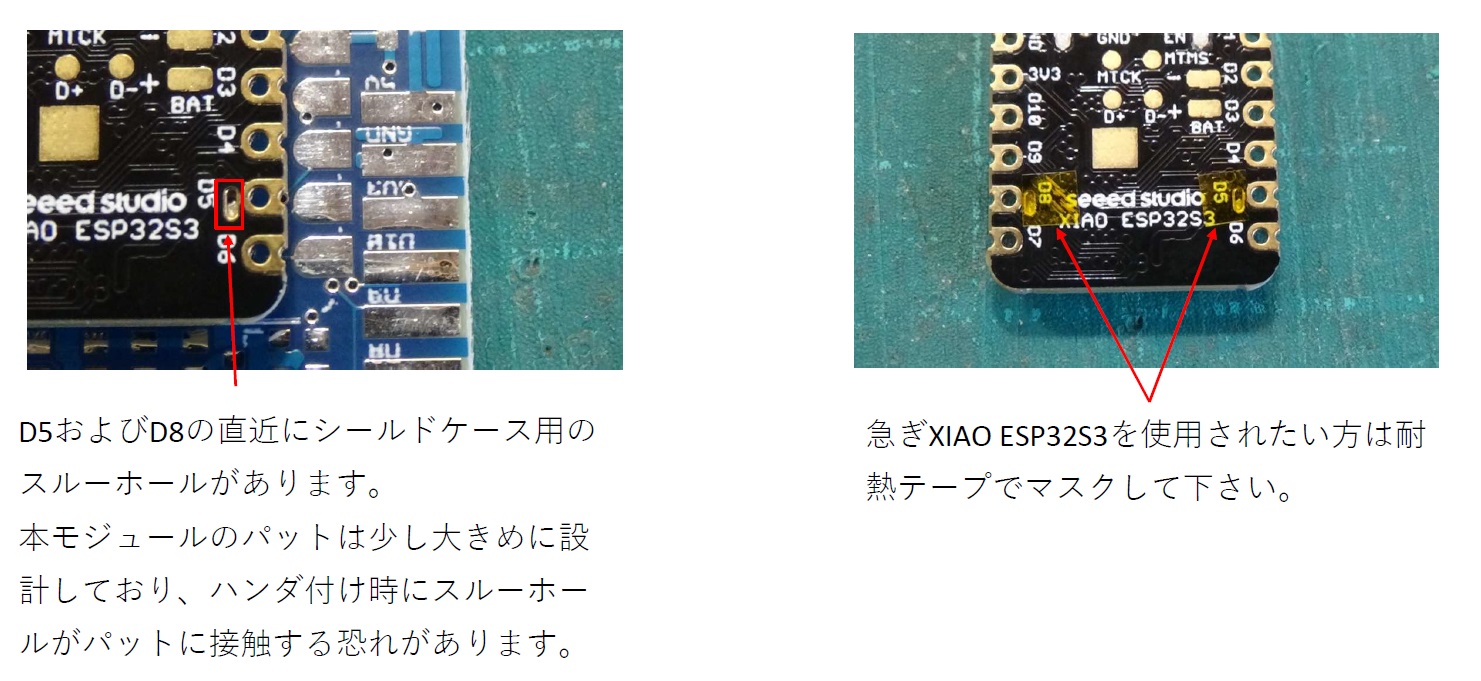 MTCK
2
D+
D-
+
BAT
D3
D4
D5
D6
eeed studio
AO ESP32S3
GND
EN
MTMS
3V3
MTCK
D2
D10
D+
D-
+
BAT
D3
D9
D4
D8
seeed studio
D5
XIAO ESP32S3
D7
D6
D5およびD8の直近にシールドケース用の
スルーホールがあります。
本モジュールのパットは少し大きめに設
計しており、ハンダ付け時にスルーホー
ルがパットに接触する恐れがあります。
急ぎXIAO ESP32S3を使用されたい方は耐
熱テープでマスクして下さい。